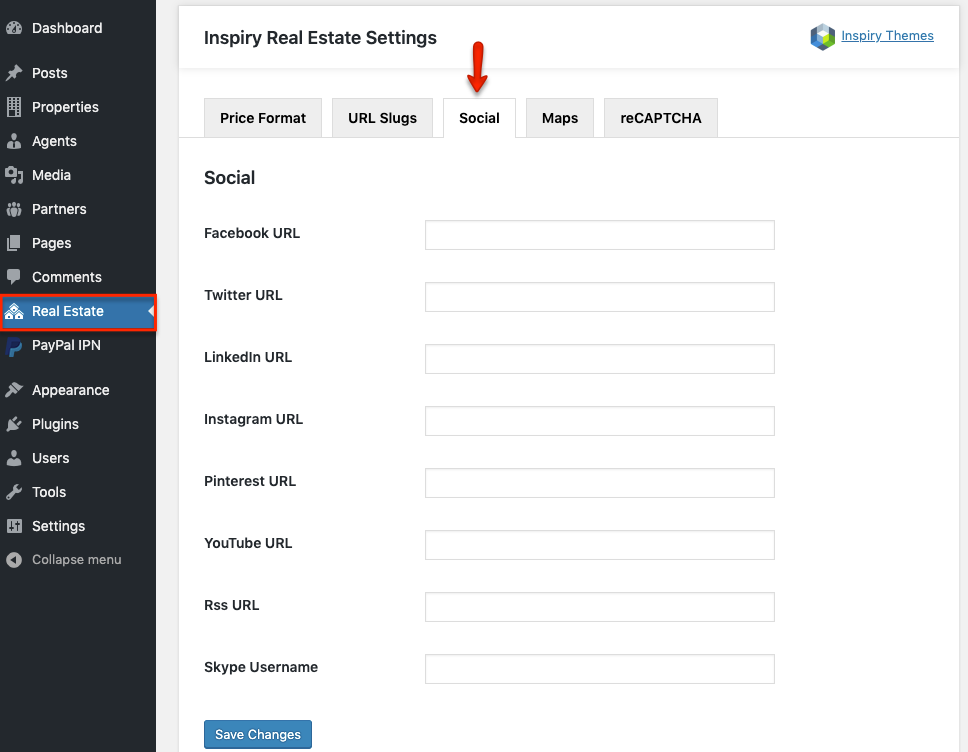 Dashboard
Posts
Properties
Agents
Media
Partners
Pages
Comments
Real Estate
PayPal IPN
Appearance
Plugins
Users
Tools
Settings
Collapse menu
Inspiry Real Estate Settings
Inspiry Themes
Price Format
URL Slugs
Social
Maps
reCAPTCHA
Social
Facebook URL
Twitter URL
LinkedIn URL
Instagram URL
Pinterest URL
YouTube URL
Rss URL
Skype Username
Save Changes